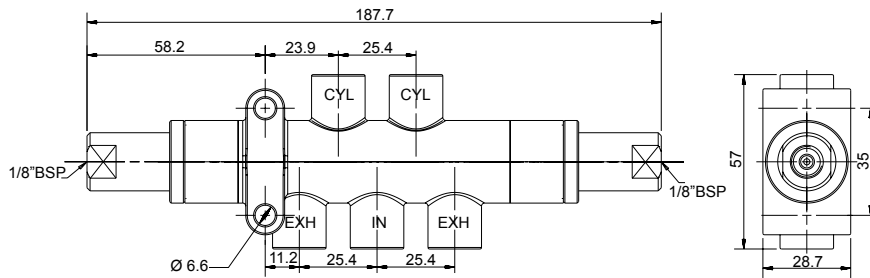 187.7
58.2
23.9
25.4
CYL
CYL
1/8"BSP
1/8"BSP
EXH
IN
EXH
Ø 6.6
11.2
25.4
25.4
57
35
28.7